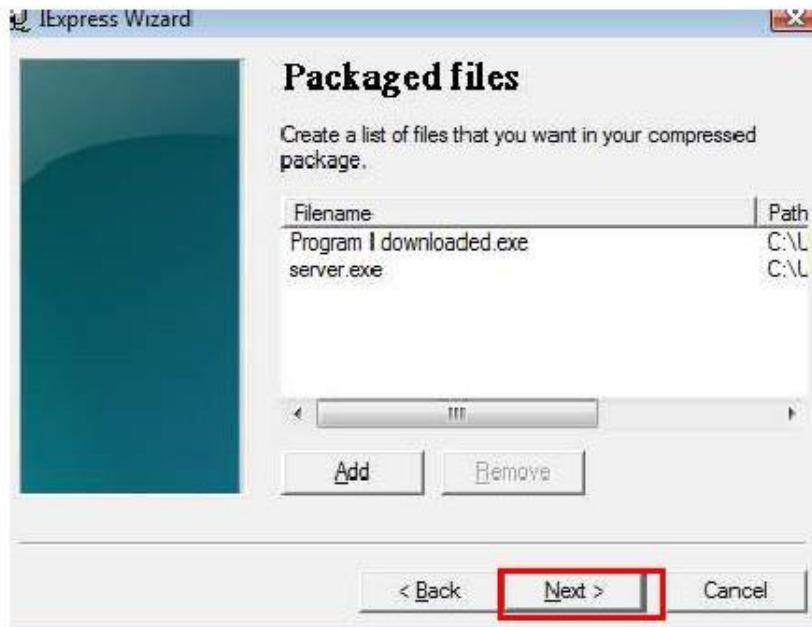 IExpress Wizard
Packaged files
Create a list of files that you want in your compressed
package.
Filename Path
Program I downloaded.exe C:\U
server.exe C:\U
Add Remove
< Back Next > Cancel